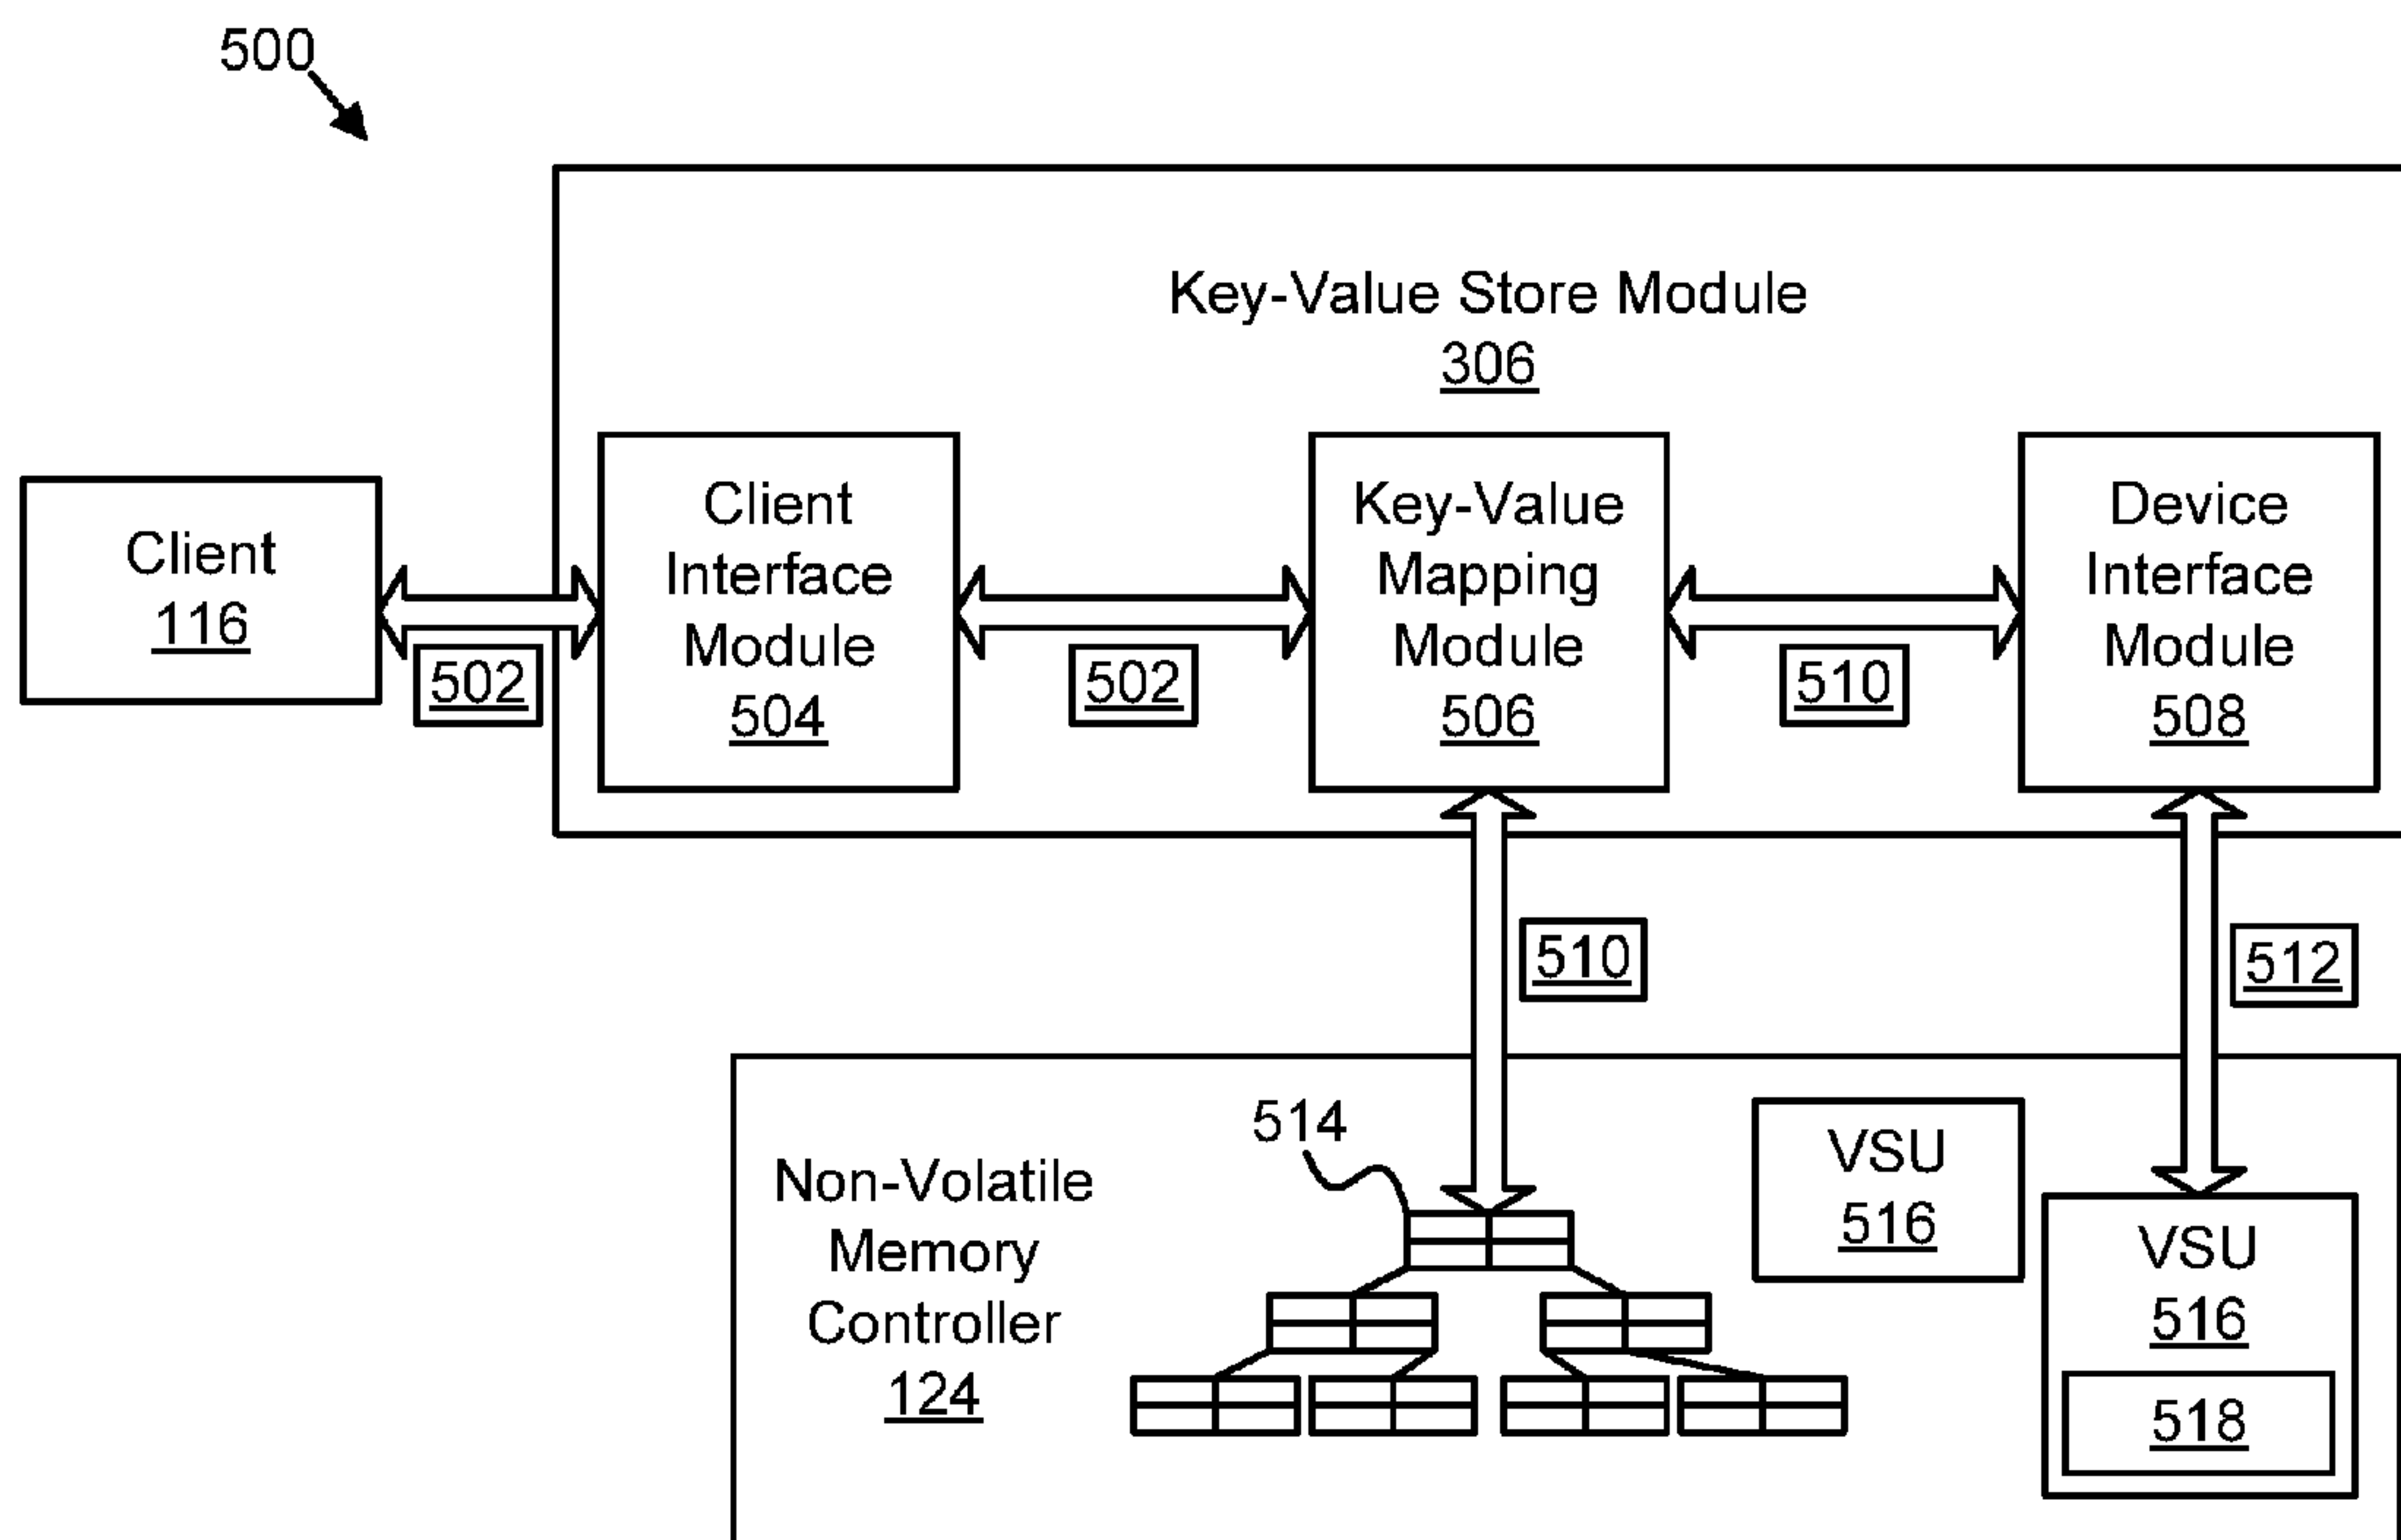 500
Key-Value Store Module
306
Client
116
502
Client
Interface
Module
504
502
Key-Value
Mapping
Module
506
510
Device
Interface
Module
508
510
512
Non-Volatile
Memory
Controller
124
514
VSU
516
VSU
516
518